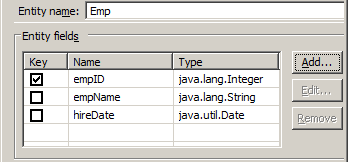 Entity name: Emp
Entity fields
Key Name Type
empID java.lang.Integer
empName java.lang.String
hireDate java.util.Date
Add...
Edit...
Remove